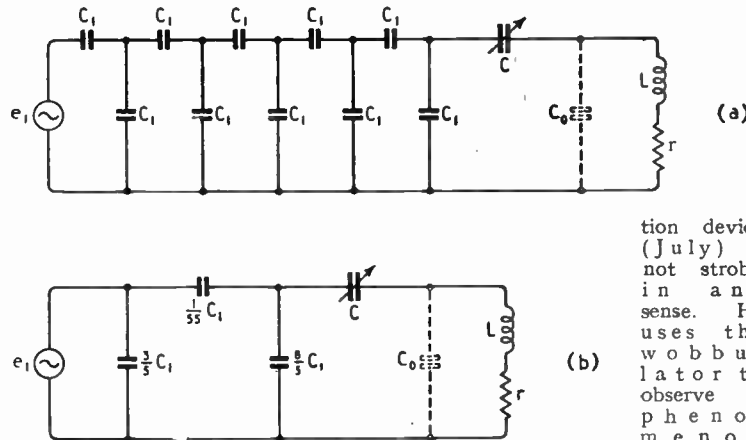 C₁ C₁ C₁ C₁ C₁
e₁ C₁ C₁ C₁ C₁ C₁ C C₀ L r (a)
e₁ 3/5 C₁ 1/55 C₁ 8/5 C₁ C C₀ L r (b)
tion devic
(July)
not strob
in an
sense. H
uses th
wobbu
lator t
observe
pheno
meno